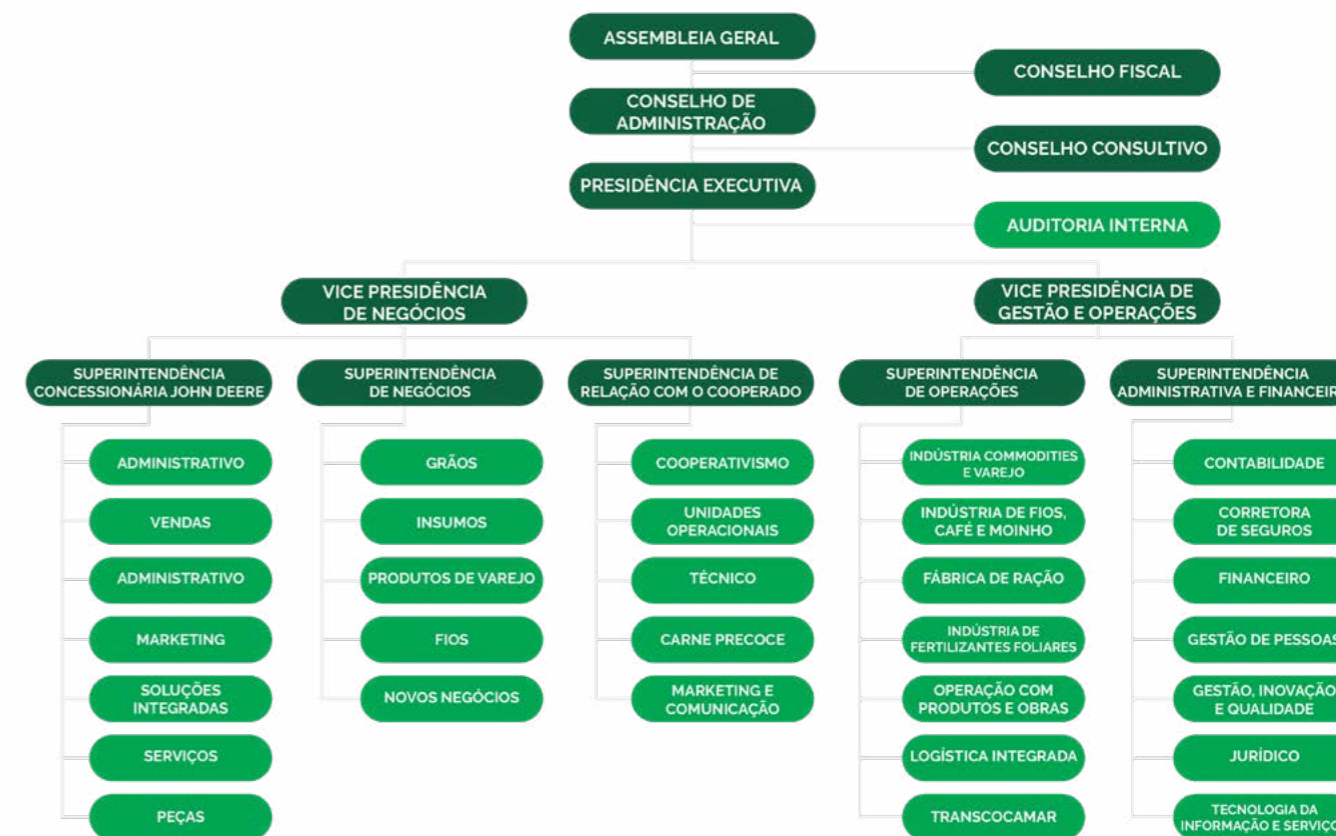 ASSEMBLEIA GERAL
CONSELHO FISCAL
CONSELHO DE
ADMINISTRAÇÃO
CONSELHO CONSULTIVO
PRESIDÊNCIA EXECUTIVA
AUDITORIA INTERNA
VICE PRESIDÊNCIA
DE NEGÓCIOS
VICE PRESIDÊNCIA DE
GESTÃO E OPERAÇÕES
SUPERINTENDÊNCIA
CONCESSIONÁRIA JOHN DEERE
ADMINISTRATIVO
VENDAS
ADMINISTRATIVO
MARKETING
SOLUÇÕES
INTEGRADAS
SERVIÇOS
PEÇAS
SUPERINTENDÊNCIA
DE NEGÓCIOS
GRÃOS
INSUMOS
PRODUTOS DE VAREJO
FIOS
NOVOS NEGÓCIOS
SUPERINTENDÊNCIA DE
RELAÇÃO COM O COOPERADO
COOPERATIVISMO
UNIDADES
OPERACIONAIS
TÉCNICO
CARNE PRECOCE
MARKETING E
COMUNICAÇÃO
SUPERINTENDÊNCIA
DE OPERAÇÕES
INDÚSTRIA COMMODITIES
E VAREJO
INDÚSTRIA DE FIOS,
CAFÉ E MOINHO
FÁBRICA DE RAÇÃO
INDÚSTRIA DE
FERTILIZANTES FOLIARES
OPERAÇÃO COM
PRODUTOS E OBRAS
LOGÍSTICA INTEGRADA
TRANSCOCAMAR
SUPERINTENDÊNCIA
ADMINISTRATIVA E FINANCEIR
CONTABILIDADE
CORRETORA
DE SEGUROS
FINANCEIRO
GESTÃO DE PESSOAS
GESTÃO, INOVAÇÃO
E QUALIDADE
JURÍDICO
TECNOLOGIA DA
INFORMAÇÃO E SERVIÇO